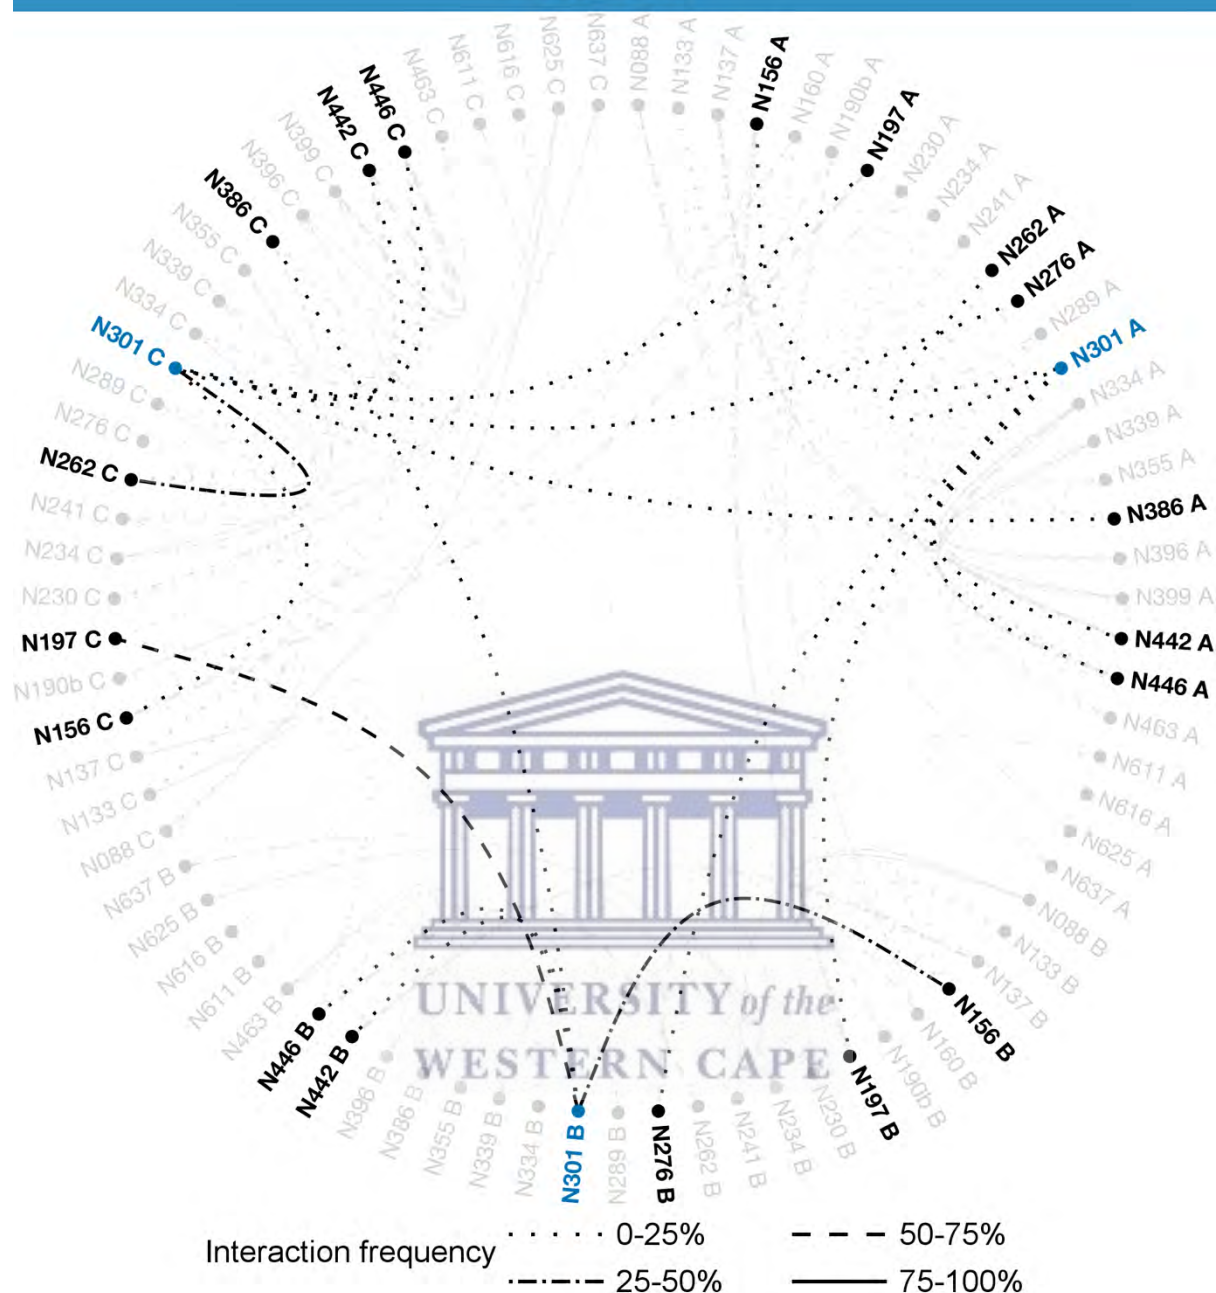 N088 A
N133 A
N137 A
N156 A
N160 A
N190b A
N197 A
N230 A
N234 A
N241 A
N262 A
N276 A
N289 A
N301 A
N334 A
N339 A
N355 A
N386 A
N396 A
N399 A
N442 A
N446 A
N463 A
N611 A
N616 A
N625 A
N637 A
N088 B
N133 B
N137 B
N156 B
N160 B
N190b B
N197 B
N230 B
N234 B
N241 B
N262 B
N276 B
N289 B
N301 B
N334 B
N339 B
N355 B
N386 B
N396 B
N442 B
N446 B
N463 B
N611 B
N616 B
N625 B
N637 B
N088 C
N133 C
N137 C
N156 C
N190b C
N197 C
N230 C
N234 C
N241 C
N262 C
N276 C
N289 C
N301 C
N334 C
N339 C
N355 C
N386 C
N396 C
N399 C
N442 C
N446 C
N463 C
N611 C
N616 C
N625 C
N637 C
UNIVERSITY of the
WESTERN CAPE
Interaction frequency
0-25%
50-75%
25-50%
75-100%